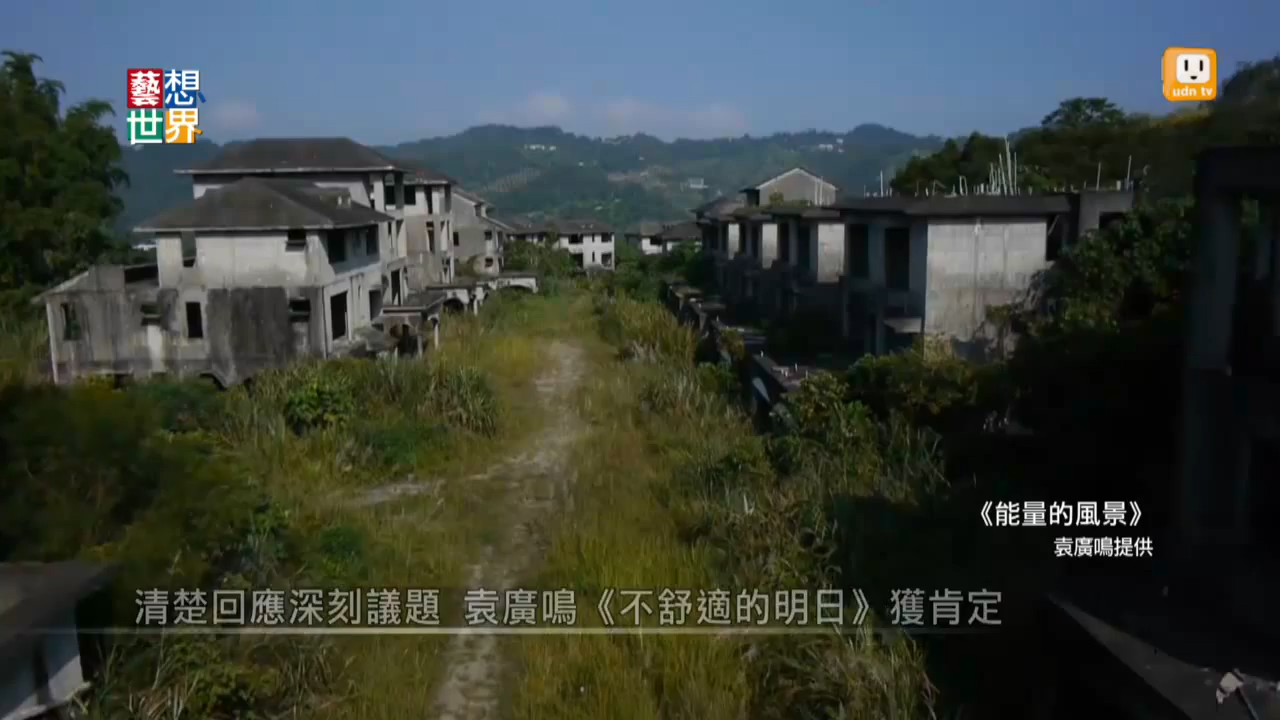 藝想
世界
udn tv
《能量的風景》
袁廣鳴提供
清楚回應深刻議題 袁廣鳴《不舒適的明日》獲肯定